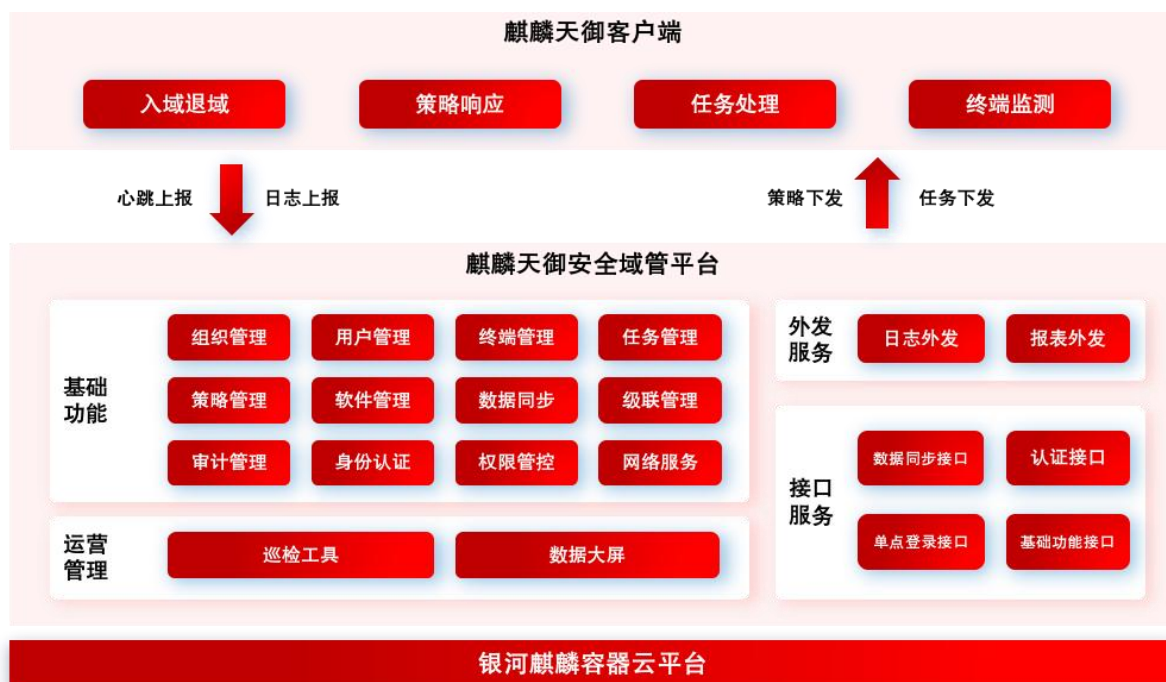 麒麟天御客户端
入域退域 策略响应 任务处理 终端监测
心跳上报 日志上报 策略下发 任务下发
麒麟天御安全域管平台
基础
功能
组织管理 用户管理 终端管理 任务管理
策略管理 软件管理 数据同步 级联管理
审计管理 身份认证 权限管控 网络服务
运营
管理
巡检工具 数据大屏
外发
服务
日志外发 报表外发
接口
服务
数据同步接口 认证接口
单点登录接口 基础功能接口
银河麒麟容器云平台